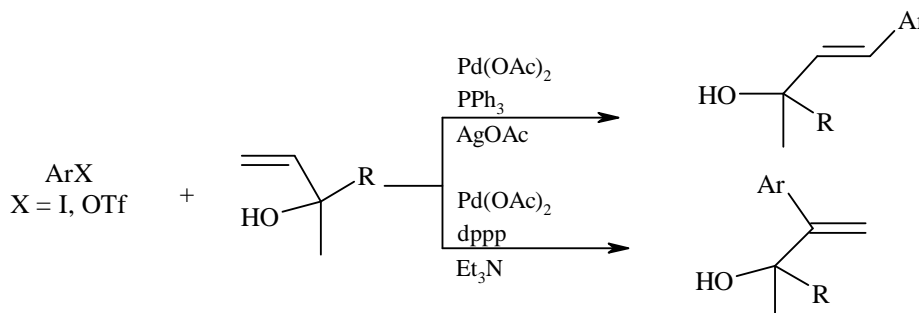 ArX
X = I, OTf
+
HO
R
Pd(OAc)2
PPh3
AgOAc
Pd(OAc)2
dppp
Et3N
Ar
HO
R
Ar
HO
R